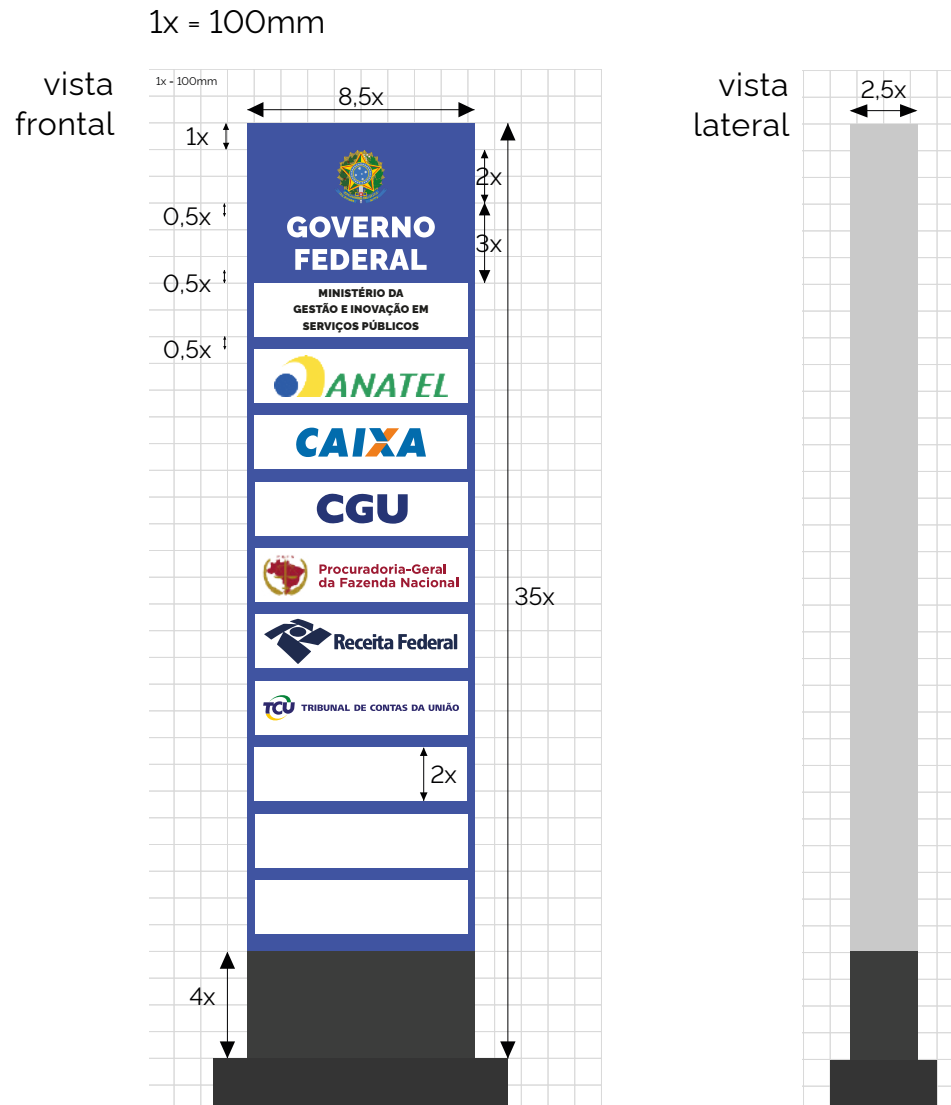 1x = 100mm
vista
frontal
1x - 100mm
8,5x
1x
2x
0,5x
GOVERNO
FEDERAL
3x
0,5x
MINISTÉRIO DA
GESTÃO E INOVAÇÃO EM
SERVIÇOS PÚBLICOS
0,5x
ANATEL
CAIXA
CGU
Procuradoria-Geral
da Fazenda Nacional
35x
Receita Federal
TCU TRIBUNAL DE CONTAS DA UNIÃO
2x
4x
vista
lateral
2,5x